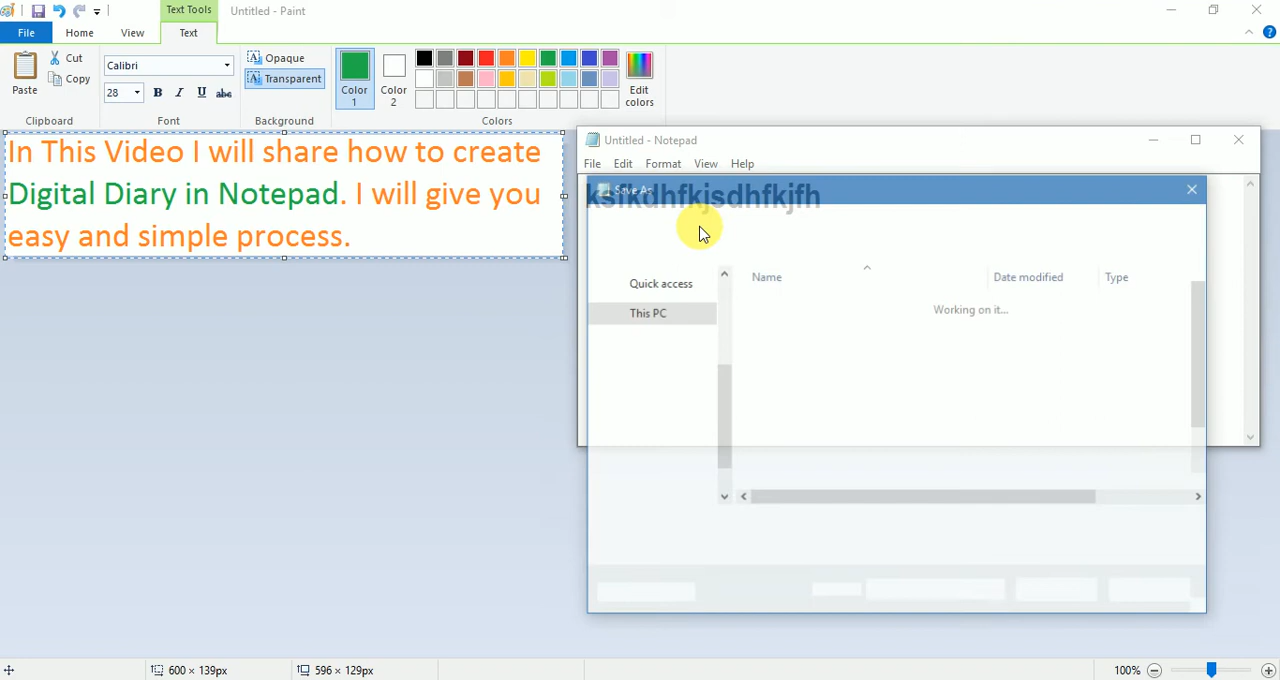 Text Tools
Untitled - Paint
File
Home
View
Text
Paste
Cut
Copy
Calibri
28
B I U abc
Opaque
Transparent
Color 1
Color 2
Edit colors
Clipboard
Font
Background
Colors
In This Video I will share how to create
Digital Diary in Notepad. I will give you
easy and simple process.
Untitled - Notepad
File Edit Format View Help
Save As
ksfkdhfkjsdhfkjfh
Quick access
This PC
Name
Date modified
Type
Working on it...
600 × 139px
596 × 129px
100%